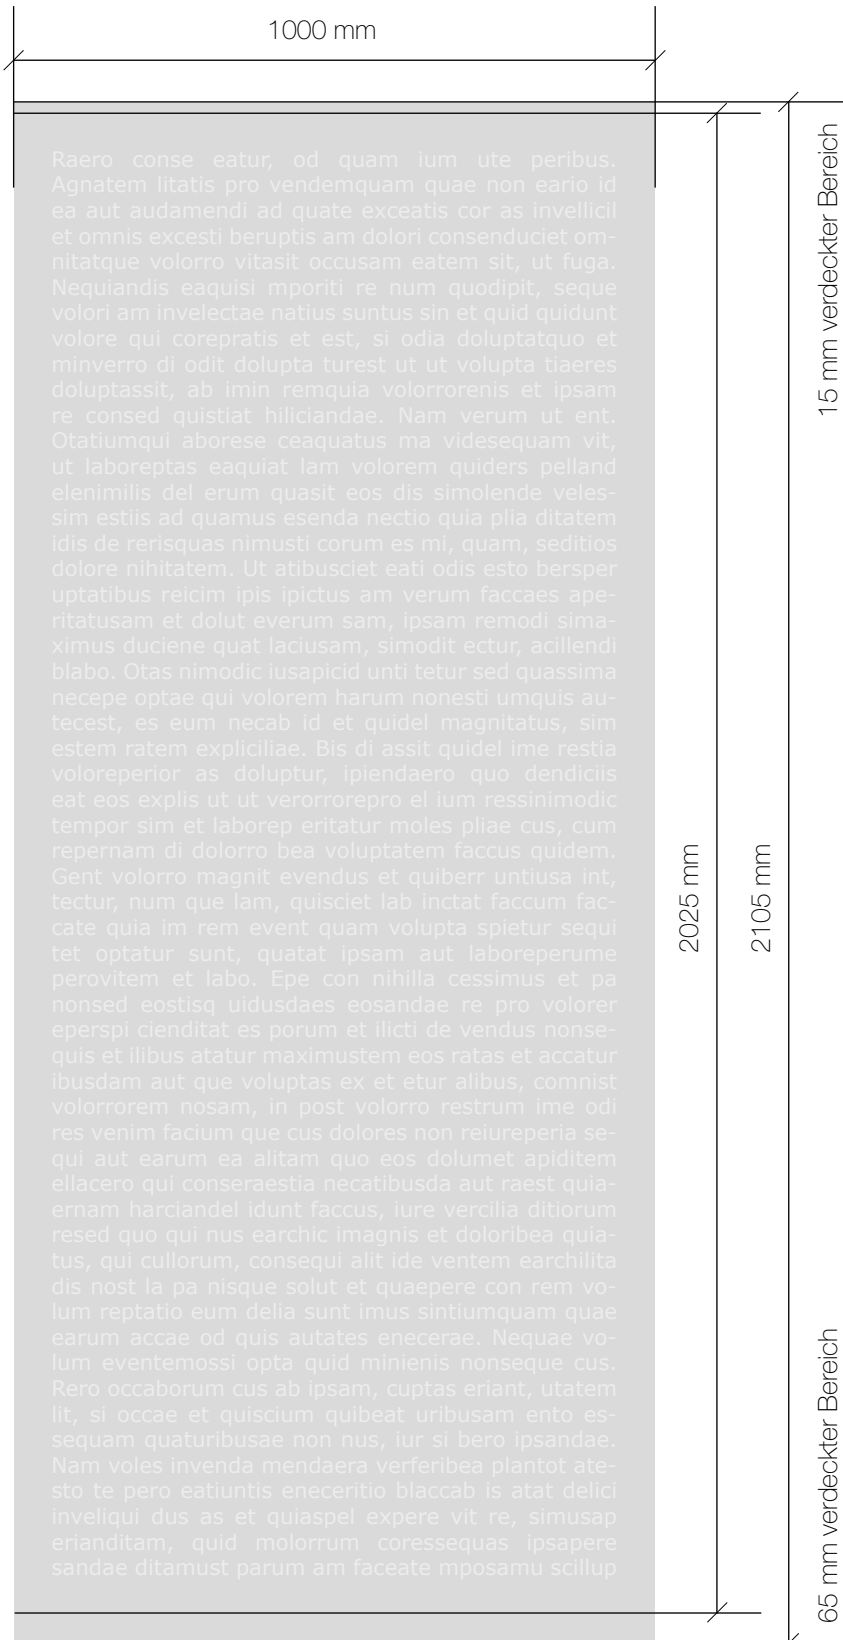 1000 mm
Raero conse eatur, od quam ium ute peribus.
Agnatem litatis pro vendemquam quae non eario id
ea aut audamendi ad quate exceatis cor as invellicil
et omnis excesti beruptis am dolori consenduciet om-
nitatque volorro vitasit occusam eatem sit, ut fuga.
Nequiandis eaquisi mporiti re num quodipit, seque
volori am invelectae natius suntus sin et quid quidunt
volore qui corepratis et est, si odia doluptatquo et
minverro di odit dolupta turest ut ut volupta tiaeres
doluptassit, ab imin remquia volorrorenis et ipsam
re consed quistiat hiliciandae. Nam verum ut ent.
Otatiumqui aborese ceaquatus ma videsequam vit,
ut laboreptas eaquiat lam volorem quiders pelland
elenimilis del erum quasit eos dis simolende veles-
sim estiis ad quamus esenda nectio quia plia ditatem
idis de rerisquas nimusti corum es mi, quam, seditios
dolore nihitatem. Ut atibusciet eati odis esto bersper
uptatibus reicim ipis ipictus am verum faccaes ape-
ritatusam et dolut everum sam, ipsam remodi sima-
ximus duciene quat laciusam, simodit ectur, acillendi
blabo. Otas nimodic iusapicid unti tetur sed quassima
necepe optae qui volorem harum nonesti umquis au-
tecest, es eum necab id et quidel magnitatus, sim
estem ratem expliciliae. Bis di assit quidel ime restia
voloreperior as doluptur, ipiendaero quo dendiciis
eat eos explis ut ut verorrorepro el ium ressinimodic
tempor sim et laborep eritatur moles pliae cus, cum
repernam di dolorro bea voluptatem faccus quidem.
Gent volorro magnit evendus et quiberr untiusa int,
tectur, num que lam, quisciet lab inctat faccum fac-
cate quia im rem event quam volupta spietur sequi
tet optatur sunt, quatat ipsam aut laboreperume
perovitem et labo. Epe con nihilla cessimus et pa
nonsed eostisq uidusdaes eosandae re pro volorer
eperspi cienditat es porum et ilicti de vendus nonse-
quis et ilibus atatur maximustem eos ratas et accatur
ibusdam aut que voluptas ex et etur alibus, comnist
volorrorem nosam, in post volorro restrum ime odi
res venim facium que cus dolores non reiureperia se-
qui aut earum ea alitam quo eos dolumet apiditem
ellacero qui conseraestia necatibusda aut raest quia-
ernam harciandel idunt faccus, iure vercilia ditiorum
resed quo qui nus earchic imagnis et doloribea quia-
tus, qui cullorum, consequi alit ide ventem earchilita
dis nost la pa nisque solut et quaepere con rem vo-
lum reptatio eum delia sunt imus sintiumquam quae
earum accae od quis autates enecerae. Nequae vo-
lum eventemossi opta quid minienis nonseque cus.
Rero occaborum cus ab ipsam, cuptas eriant, utatem
lit, si occae et quiscium quibeat uribusam ento es-
sequam quaturibusae non nus, iur si bero ipsandae.
Nam voles invenda mendaera verferibea plantot ate-
sto te pero eatiuntis eneceritio blaccab is atat delici
inveliqui dus as et quiaspel expere vit re, simusap
erianditam, quid molorrum coressequas ipsapere
sandae ditamust parum am faceate mposamu scillup
2025 mm
2105 mm
15 mm verdeckter Bereich
65 mm verdeckter Bereich